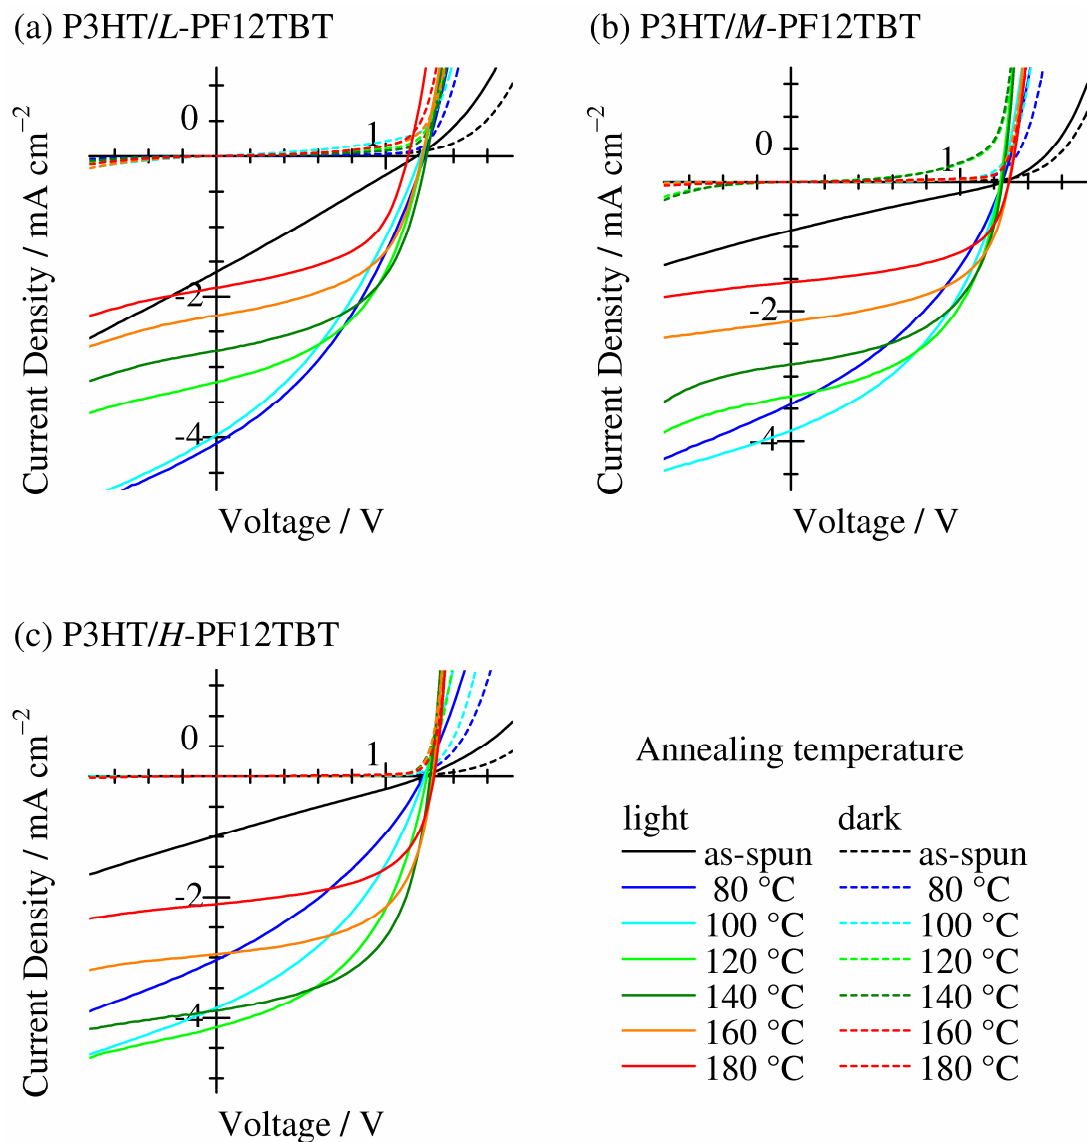 (a) P3HT/L-PF12TBT
0
1
-2
-4
Current Density / mA cm⁻²
Voltage / V
(b) P3HT/M-PF12TBT
0
1
-2
-4
Current Density / mA cm⁻²
Voltage / V
(c) P3HT/H-PF12TBT
0
1
-2
-4
Current Density / mA cm⁻²
Voltage / V
Annealing temperature
light dark
as-spun as-spun
80 °C 80 °C
100 °C 100 °C
120 °C 120 °C
140 °C 140 °C
160 °C 160 °C
180 °C 180 °C